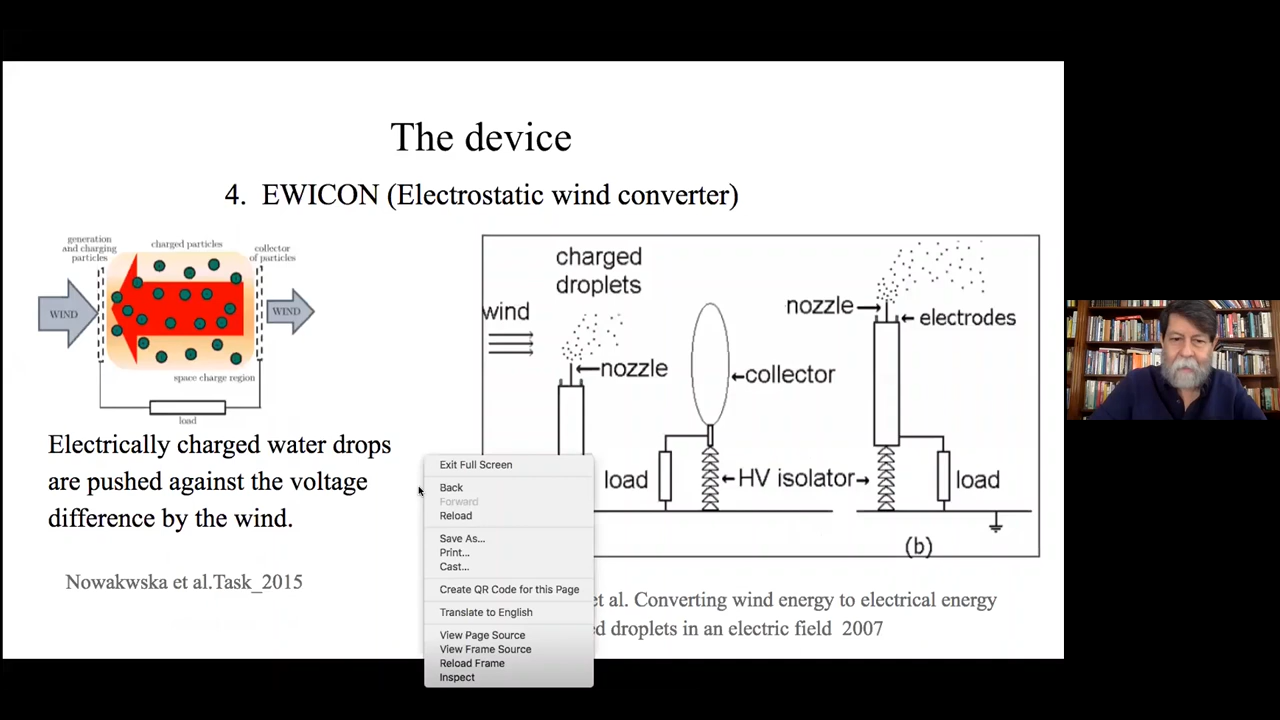 The device
4. EWICON (Electrostatic wind converter)
generation
and charging
particles
charged particles
collector
of particles
WIND
WIND
space charge region
load
Electrically charged water drops
are pushed against the voltage
difference by the wind.
Nowakwska et al.Task_2015
charged
droplets
wind
nozzle
collector
load
HV isolator
nozzle
electrodes
load
(b)
et al. Converting wind energy to electrical energy
droplets in an electric field 2007
Exit Full Screen
Back
Forward
Reload
Save As...
Print...
Cast...
Create QR Code for this Page
Translate to English
View Page Source
View Frame Source
Reload Frame
Inspect